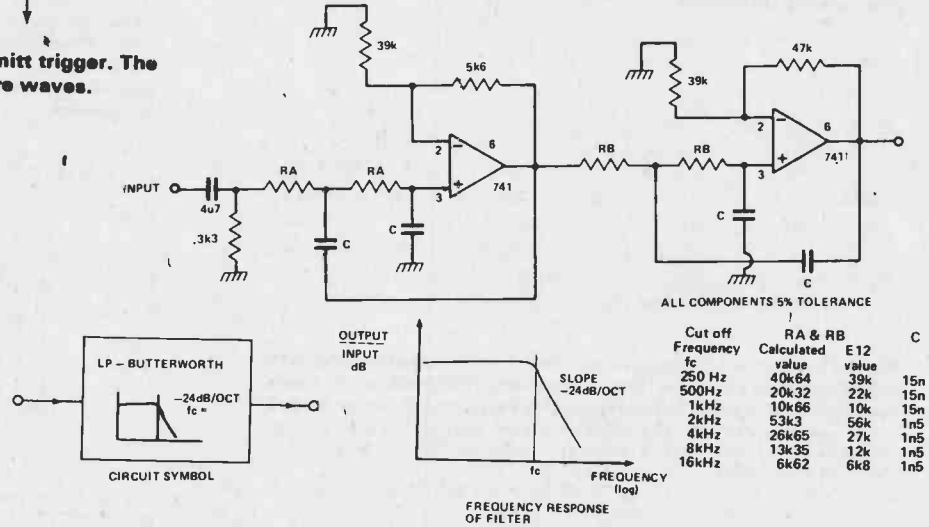 nitt trigger. The
re waves.
39k
5k6
2
6
741
3
INPUT
4u7
3k3
RA
RA
C
C
RB
RB
39k
47k
2
6
741
3
C
C
ALL COMPONENTS 5% TOLERANCE
LP – BUTTERWORTH
–24dB/OCT
fc =
CIRCUIT SYMBOL
OUTPUT
INPUT
dB
SLOPE
–24dB/OCT
fc
FREQUENCY
(log)
FREQUENCY RESPONSE
OF FILTER
Cut off RA & RB C
Frequency Calculated E12
fc value value
250 Hz 40k64 39k 15n
500Hz 20k32 22k 15n
1kHz 10k66 10k 15n
2kHz 53k3 56k 1n5
4kHz 26k65 27k 1n5
8kHz 13k35 12k 1n5
16kHz 6k62 6k8 1n5